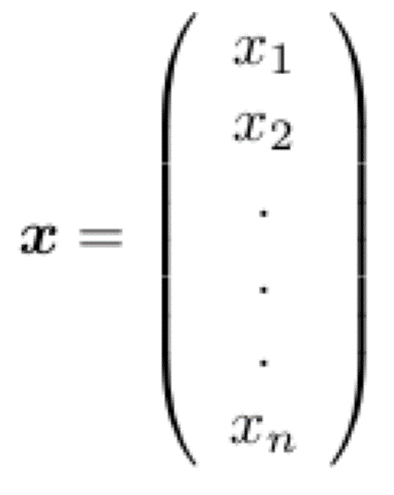 x₁
x₂
.
x =
.
.
xₙ